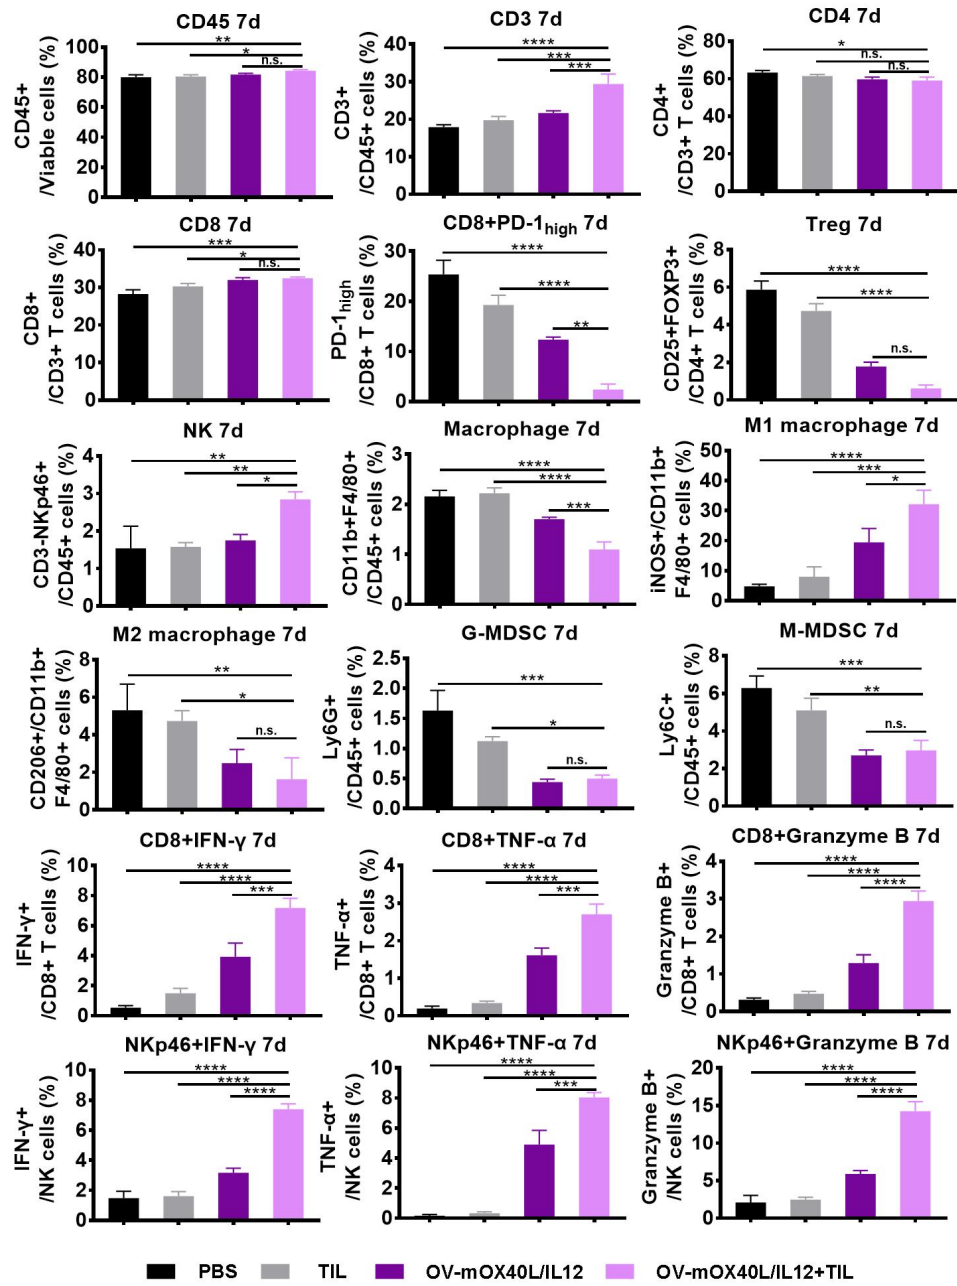 CD45 7d
CD45+
/Viable cells (%)
100
80
60
40
20
0
**
*
n.s.
CD3 7d
CD3+
/CD45+ cells (%)
40
30
20
10
0
****
***
***
CD4 7d
CD4+
/CD3+ T cells (%)
80
60
40
20
0
*
n.s.
n.s.
CD8 7d
CD8+
/CD3+ T cells (%)
40
30
20
10
0
***
*
n.s.
CD8+PD-1high 7d
PD-1high
/CD8+ T cells (%)
30
20
10
0
****
****
**
Treg 7d
CD25+FOXP3+
/CD4+ T cells (%)
8
6
4
2
0
****
****
n.s.
NK 7d
CD3-NKp46+
/CD45+ cells (%)
4
3
2
1
0
**
**
*
Macrophage 7d
CD11b+F4/80+
/CD45+ cells (%)
3
2
1
0
****
****
***
M1 macrophage 7d
iNOS+/CD11b+
F4/80+ cells (%)
50
40
30
20
10
0
****
***
*
M2 macrophage 7d
CD206+/CD11b+
F4/80+ cells (%)
8
6
4
2
0
**
*
n.s.
G-MDSC 7d
Ly6G+
/CD45+ cells (%)
2.5
2.0
1.5
1.0
0.5
0.0
***
*
n.s.
M-MDSC 7d
Ly6C+
/CD45+ cells (%)
8
6
4
2
0
***
**
n.s.
CD8+IFN-γ 7d
IFN-γ+
/CD8+ T cells (%)
10
8
6
4
2
0
****
****
***
CD8+TNF-α 7d
TNF-α+
/CD8+ T cells (%)
4
3
2
1
0
****
****
***
CD8+Granzyme B 7d
Granzyme B+
/CD8+ T cells (%)
4
3
2
1
0
****
****
****
NKp46+IFN-γ 7d
IFN-γ+
/NK cells (%)
10
8
6
4
2
0
****
****
****
NKp46+TNF-α 7d
TNF-α+
/NK cells (%)
10
8
6
4
2
0
****
****
***
NKp46+Granzyme B 7d
Granzyme B+
/NK cells (%)
20
15
10
5
0
****
****
****
PBS TIL OV-mOX40L/IL12 OV-mOX40L/IL12+TIL